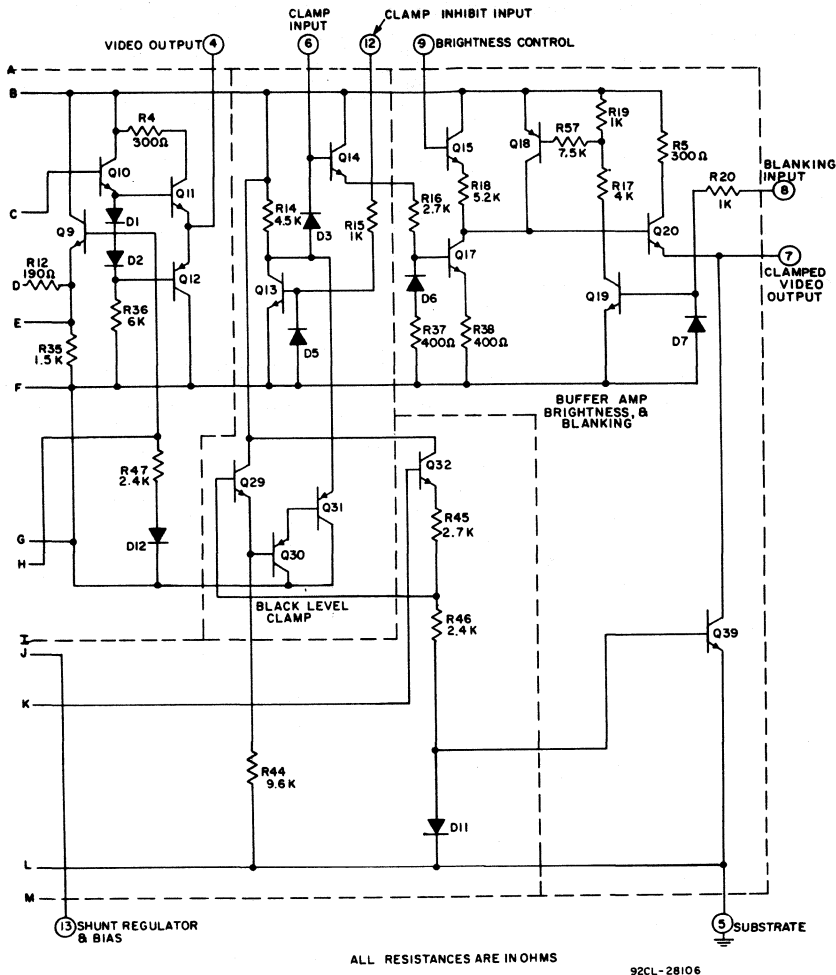 CLAMP INPUT
CLAMP INHIBIT INPUT
VIDEO OUTPUT 4
6
12
9 BRIGHTNESS CONTROL
A
B
R4
300Ω
Q10
Q11
C
D1
Q9
D2
Q12
R12
190Ω
D
R36
6K
E
R35
1.5K
F
Q14
R14
4.5K
D3
R15
1K
Q13
D5
Q15
R18
5.2K
R16
2.7K
Q17
D6
R37
400Ω
R38
400Ω
Q18
R57
7.5K
R19
1K
R17
4K
R5
300Ω
R20
1K
BLANKING
INPUT
8
Q20
7
CLAMPED
VIDEO
OUTPUT
Q19
D7
BUFFER AMP
BRIGHTNESS, &
BLANKING
R47
2.4K
G
D12
H
Q29
Q32
Q31
R45
2.7K
Q30
BLACK LEVEL
CLAMP
R46
2.4K
Q39
I
J
K
R44
9.6K
D11
L
M
13 SHUNT REGULATOR
& BIAS
5 SUBSTRATE
ALL RESISTANCES ARE IN OHMS
92CL-28106